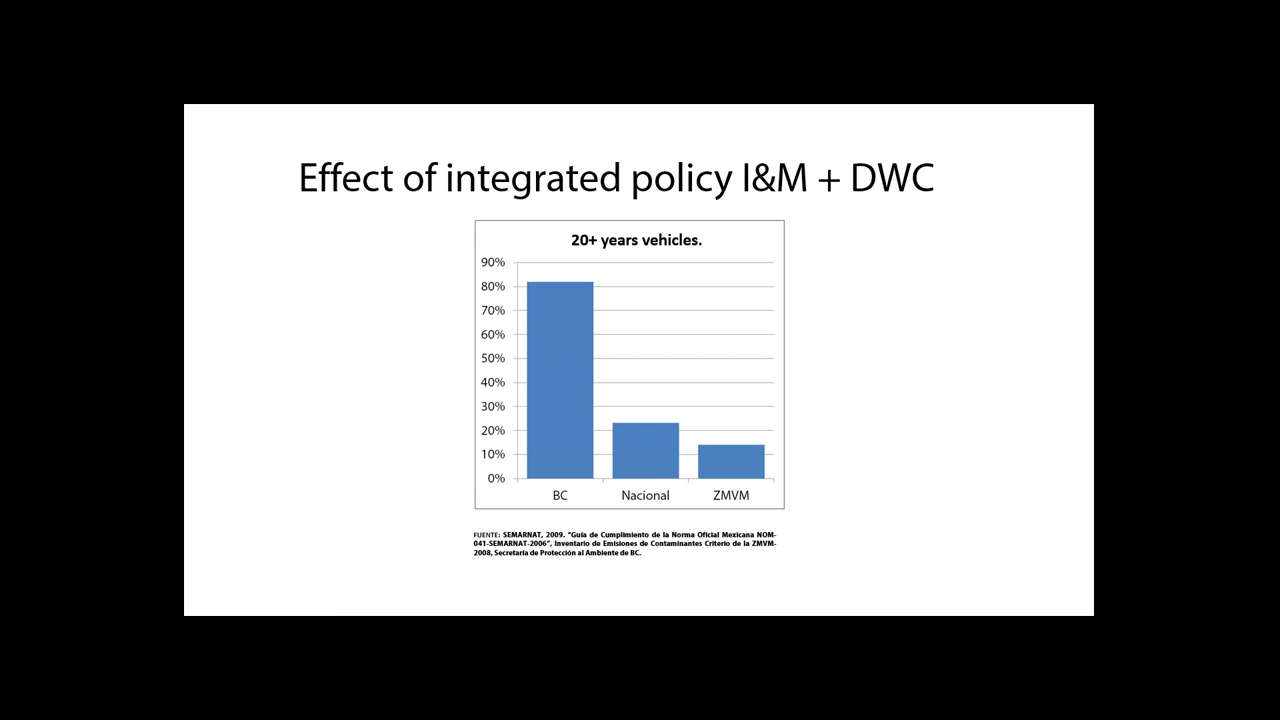 Effect of integrated policy I&M + DWC
20+ years vehicles.
90%
80%
70%
60%
50%
40%
30%
20%
10%
0%
BC Nacional ZMVM
FUENTE: SEMARNAT, 2009. “Guía de Cumplimiento de la Norma Oficial Mexicana NOM-
041-SEMARNAT-2006”, Inventario de Emisiones de Contaminantes Criterio de la ZMVM-
2008, Secretaría de Protección al Ambiente de BC.